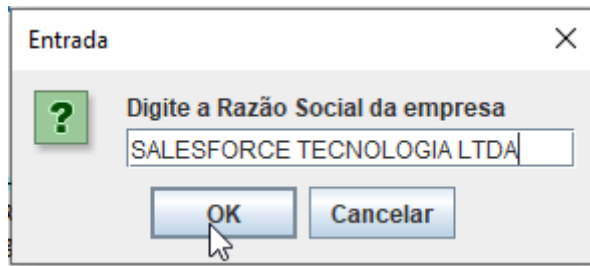 Entrada
Digite a Razão Social da empresa
SALESFORCE TECNOLOGIA LTDA
OK Cancelar